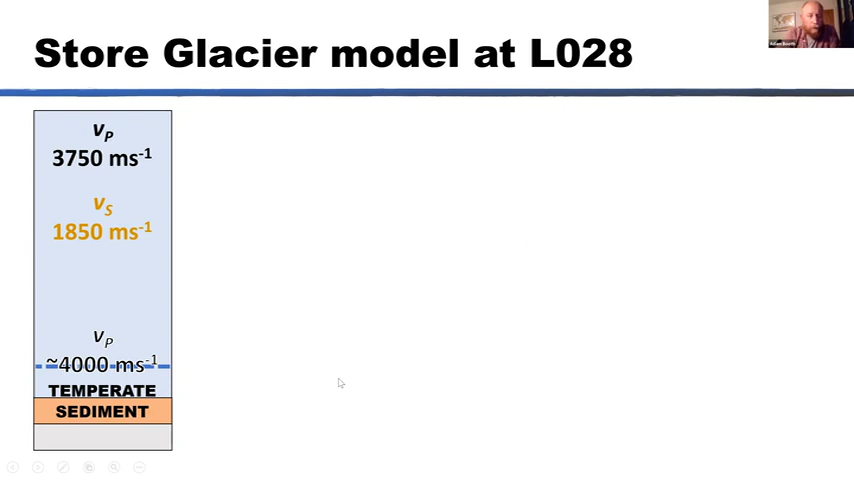 Store Glacier model at L028
vP
3750 ms-1
vS
1850 ms-1
vP
~4000 ms-1
TEMPERATE
SEDIMENT